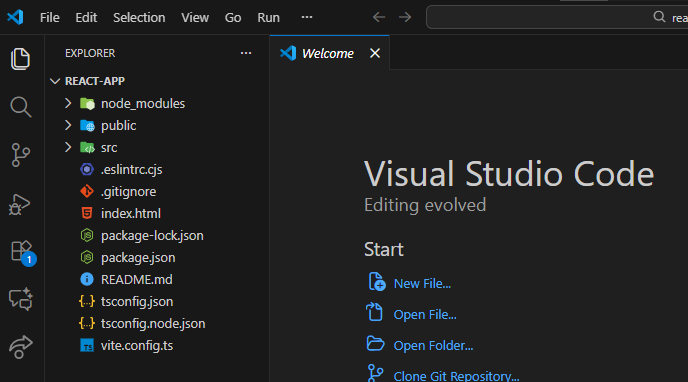 File Edit Selection View Go Run ···
rea
EXPLORER ···
Welcome
REACT-APP
node_modules
public
src
.eslintrc.cjs
.gitignore
index.html
package-lock.json
package.json
README.md
tsconfig.json
tsconfig.node.json
TS vite.config.ts
1
Visual Studio Code
Editing evolved
Start
New File...
Open File...
Open Folder...
Clone Git Repository...